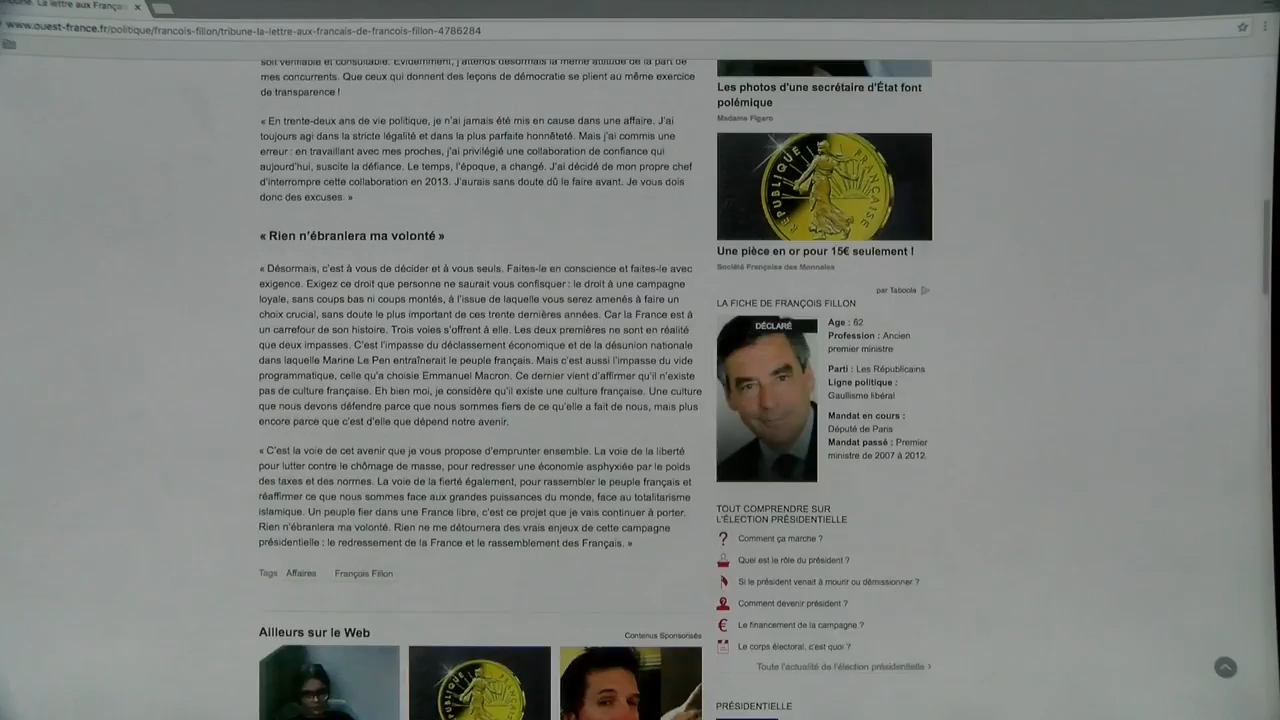 une. La lettre aux França
www.ouest-france.fr/politique/francois-fillon/tribune-la-lettre-aux-francais-de-francois-fillon-4786284
soit vérifiable et consultable. Évidemment, j'attends désormais la même attitude de la part de
mes concurrents. Que ceux qui donnent des leçons de démocratie se plient au même exercice
de transparence !
« En trente-deux ans de vie politique, je n'ai jamais été mis en cause dans une affaire. J'ai
toujours agi dans la stricte légalité et dans la plus parfaite honnêteté. Mais j'ai commis une
erreur : en travaillant avec mes proches, j'ai privilégié une collaboration de confiance qui
aujourd'hui, suscite la défiance. Le temps, l'époque, a changé. J'ai décidé de mon propre chef
d'interrompre cette collaboration en 2013. J'aurais sans doute dû le faire avant. Je vous dois
donc des excuses. »
« Rien n'ébranlera ma volonté »
« Désormais, c'est à vous de décider et à vous seuls. Faites-le en conscience et faites-le avec
exigence. Exigez ce droit que personne ne saurait vous confisquer : le droit à une campagne
loyale, sans coups bas ni coups montés, à l'issue de laquelle vous serez amenés à faire un
choix crucial, sans doute le plus important de ces trente dernières années. Car la France est à
un carrefour de son histoire. Trois voies s'offrent à elle. Les deux premières ne sont en réalité
que deux impasses. C'est l'impasse du déclassement économique et de la désunion nationale
dans laquelle Marine Le Pen entraînerait le peuple français. Mais c'est aussi l'impasse du vide
programmatique, celle qu'a choisie Emmanuel Macron. Ce dernier vient d'affirmer qu'il n'existe
pas de culture française. Eh bien moi, je considère qu'il existe une culture française. Une culture
que nous devons défendre parce que nous sommes fiers de ce qu'elle a fait de nous, mais plus
encore parce que c'est d'elle que dépend notre avenir.
« C'est la voie de cet avenir que je vous propose d'emprunter ensemble. La voie de la liberté
pour lutter contre le chômage de masse, pour redresser une économie asphyxiée par le poids
des taxes et des normes. La voie de la fierté également, pour rassembler le peuple français et
réaffirmer ce que nous sommes face aux grandes puissances du monde, face au totalitarisme
islamique. Un peuple fier dans une France libre, c'est ce projet que je vais continuer à porter.
Rien n'ébranlera ma volonté. Rien ne me détournera des vrais enjeux de cette campagne
présidentielle : le redressement de la France et le rassemblement des Français. »
Tags Affaires François Fillon
Ailleurs sur le Web
Contenus Sponsorisés
RÉPUBLIQUE
Les photos d'une secrétaire d'État font
polémique
Madame Figaro
RÉPUBLIQUE FRANÇAISE
Une pièce en or pour 15€ seulement !
Société Française des Monnaies
par Taboola
LA FICHE DE FRANÇOIS FILLON
DÉCLARÉ
Age : 62
Profession : Ancien
premier ministre
Parti : Les Républicains
Ligne politique :
Gaullisme libéral
Mandat en cours :
Député de Paris
Mandat passé : Premier
ministre de 2007 à 2012.
TOUT COMPRENDRE SUR
L'ÉLECTION PRÉSIDENTIELLE
? Comment ça marche ?
Quel est le rôle du président ?
Si le président venait à mourir ou démissionner ?
Comment devenir président ?
€ Le financement de la campagne ?
Le corps électoral, c'est quoi ?
Toute l'actualité de l'élection présidentielle ›
PRÉSIDENTIELLE